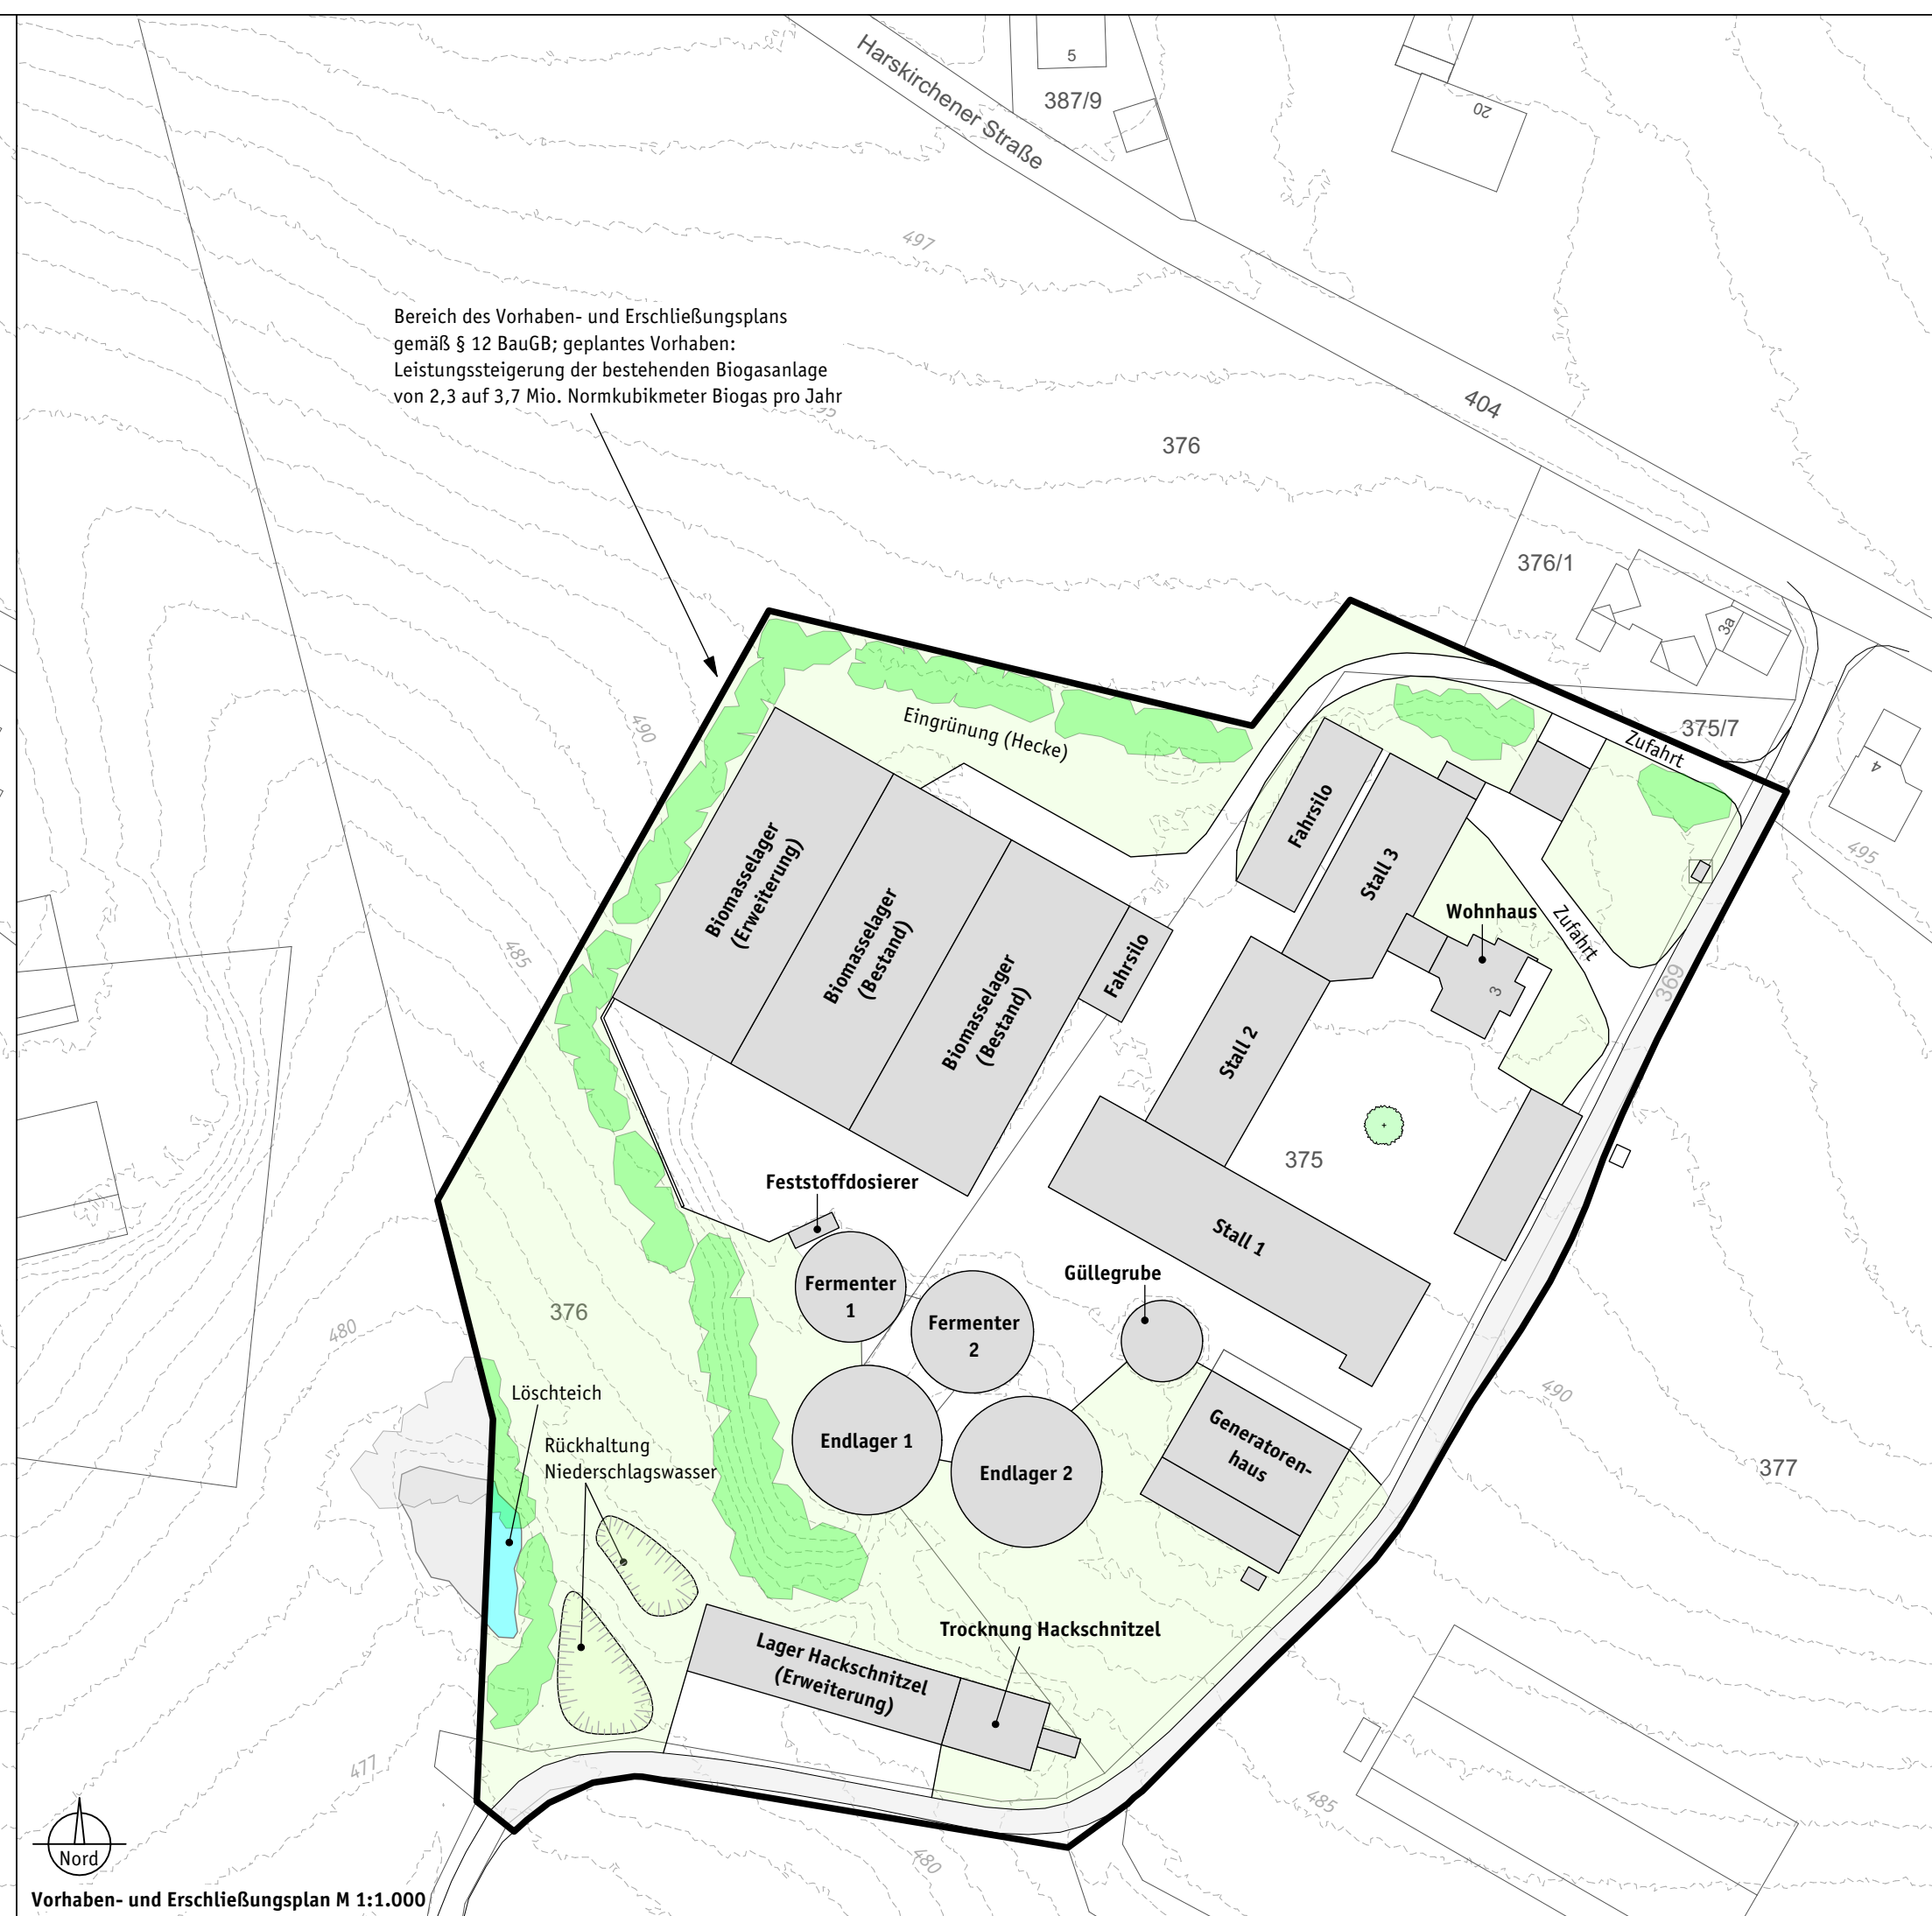 Harskirchener Straße
5
387/9
20
497
Bereich des Vorhaben- und Erschließungsplans
gemäß § 12 BauGB; geplantes Vorhaben:
Leistungssteigerung der bestehenden Biogasanlage
von 2,3 auf 3,7 Mio. Normkubikmeter Biogas pro Jahr
404
376
376/1
3a
375/7
Zufahrt
4
490
Eingrünung (Hecke)
Fahrsilo
495
Stall 3
Biomasselager
(Erweiterung)
Biomasselager
(Bestand)
Biomasselager
(Bestand)
Fahrsilo
Wohnhaus
Zufahrt
3
369
485
Stall 2
375
Feststoffdosierer
Stall 1
Güllegrube
Fermenter
1
Fermenter
2
376
480
Löschteich
Rückhaltung
Niederschlagswasser
Endlager 1
Endlager 2
Generatoren-
haus
490
377
Trocknung Hackschnitzel
Lager Hackschnitzel
(Erweiterung)
477
485
480
Nord
Vorhaben- und Erschließungsplan M 1:1.000